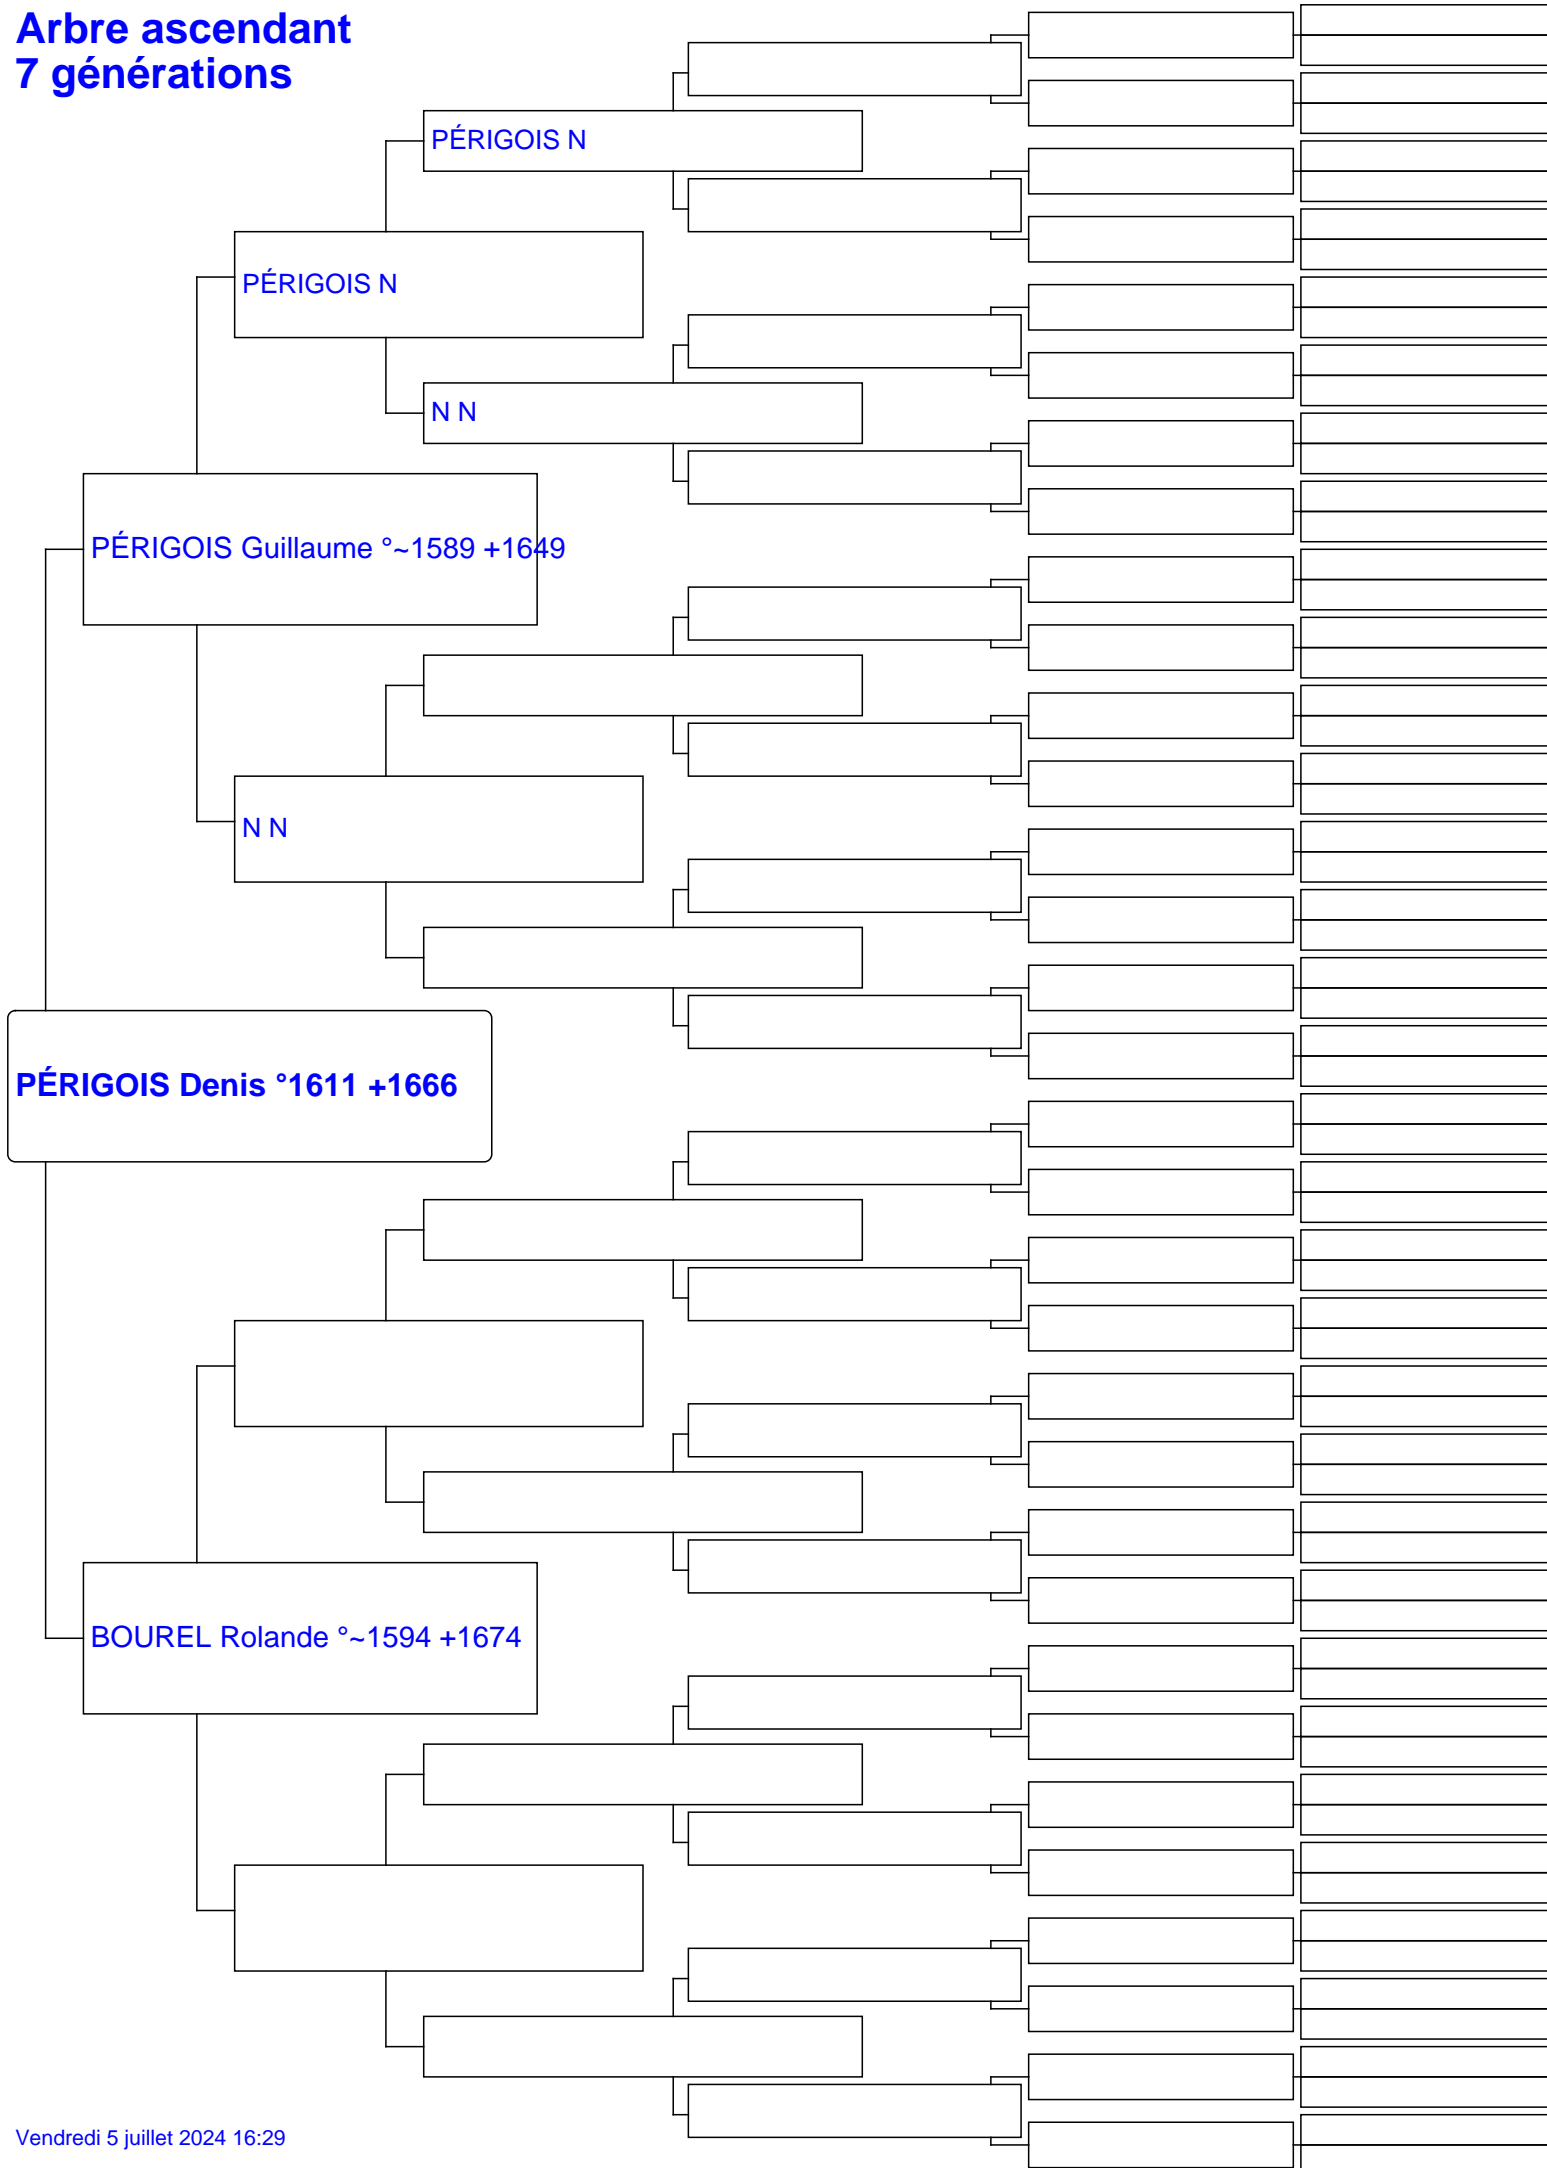 Arbre ascendant
7 générations
PÉRIGOIS N
PÉRIGOIS N
N N
PÉRIGOIS Guillaume °~1589 +1649
N N
PÉRIGOIS Denis °1611 +1666
BOUREL Rolande °~1594 +1674
Vendredi 5 juillet 2024 16:29